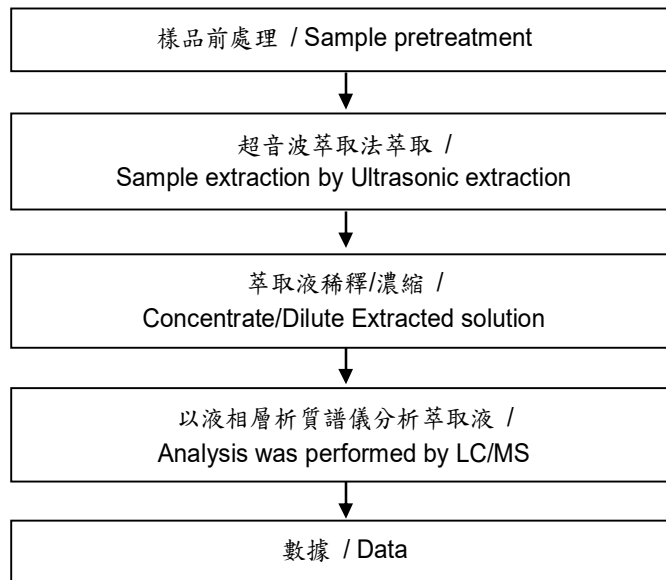 樣品前處理 / Sample pretreatment
超音波萃取法萃取 /
Sample extraction by Ultrasonic extraction
萃取液稀釋/濃縮 /
Concentrate/Dilute Extracted solution
以液相層析質譜儀分析萃取液 /
Analysis was performed by LC/MS
數據 / Data